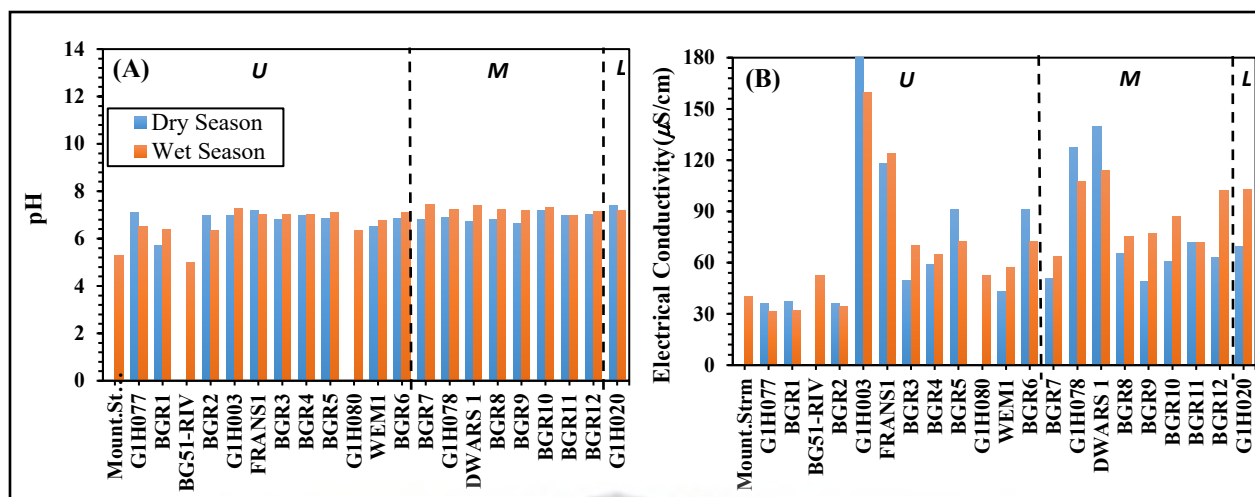 (A)
U
M
L
Dry Season
Wet Season
pH
14
12
10
8
6
4
2
0
Mount.St…
G1H077
BGR1
BG51-RIV
BGR2
G1H003
FRANS1
BGR3
BGR4
BGR5
G1H080
WEM1
BGR6
BGR7
G1H078
DWARS 1
BGR8
BGR9
BGR10
BGR11
BGR12
G1H020
(B)
U
M
L
Electrical Conductivity(µS/cm)
180
150
120
90
60
30
0
Mount.Strm
G1H077
BGR1
BG51-RIV
BGR2
G1H003
FRANS1
BGR3
BGR4
BGR5
G1H080
WEM1
BGR6
BGR7
G1H078
DWARS 1
BGR8
BGR9
BGR10
BGR11
BGR12
G1H020